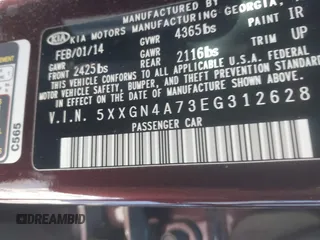 MANUFACTURED BY
KIA KIA MOTORS MANUFACTURING GEORGIA,
FEB/01/14 GVWR 4365lbs PAINT IR
GAWR FRONT 2425lbs GAWR REAR 2116lbs TRIM UP
THIS VEHICLE CONFORMS TO ALL APPLICABLE FEDERAL
MOTOR VEHICLE SAFETY, BUMPER, AND THEFT PREVENTION
STANDARDS IN EFFECT ON THE DATE OF MANUFACTURE
SHOWN ABOVE.
V.I.N. 5XXGN4A73EG312628
PASSENGER CAR
C565
© DREAMBID